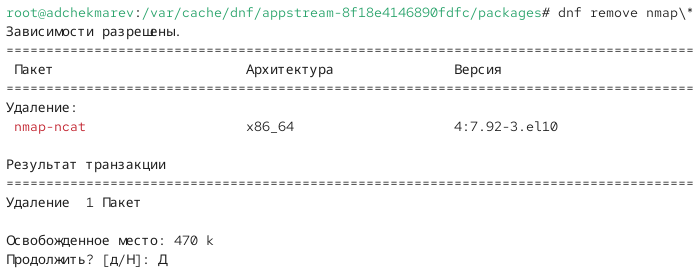 root@adchekmarev:/var/cache/dnf/appstream-8f18e4146890fdfc/packages# dnf remove nmap\*
Зависимости разрешены.
================================================================================
Пакет Архитектура Версия
================================================================================
Удаление:
nmap-ncat x86_64 4:7.92-3.el10
Результат транзакции
================================================================================
Удаление 1 Пакет
Освобожденное место: 470 k
Продолжить? [д/Н]: Д